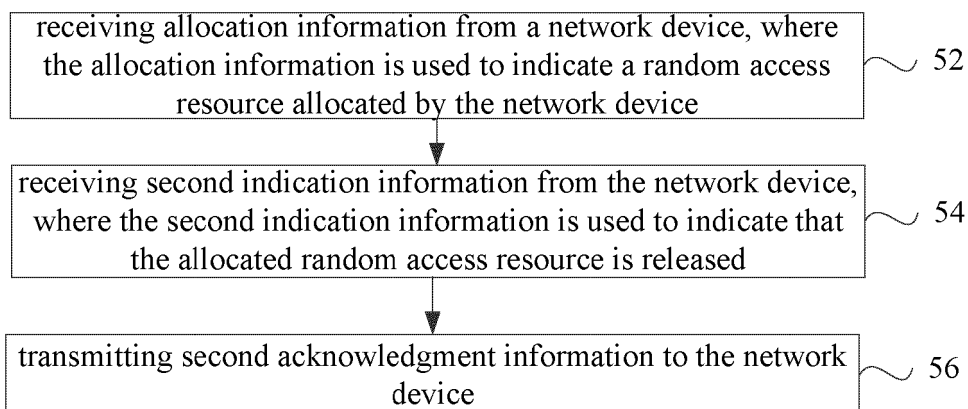 receiving allocation information from a network device, where
the allocation information is used to indicate a random access
resource allocated by the network device
52
receiving second indication information from the network device,
where the second indication information is used to indicate that
the allocated random access resource is released
54
transmitting second acknowledgment information to the network
device
56